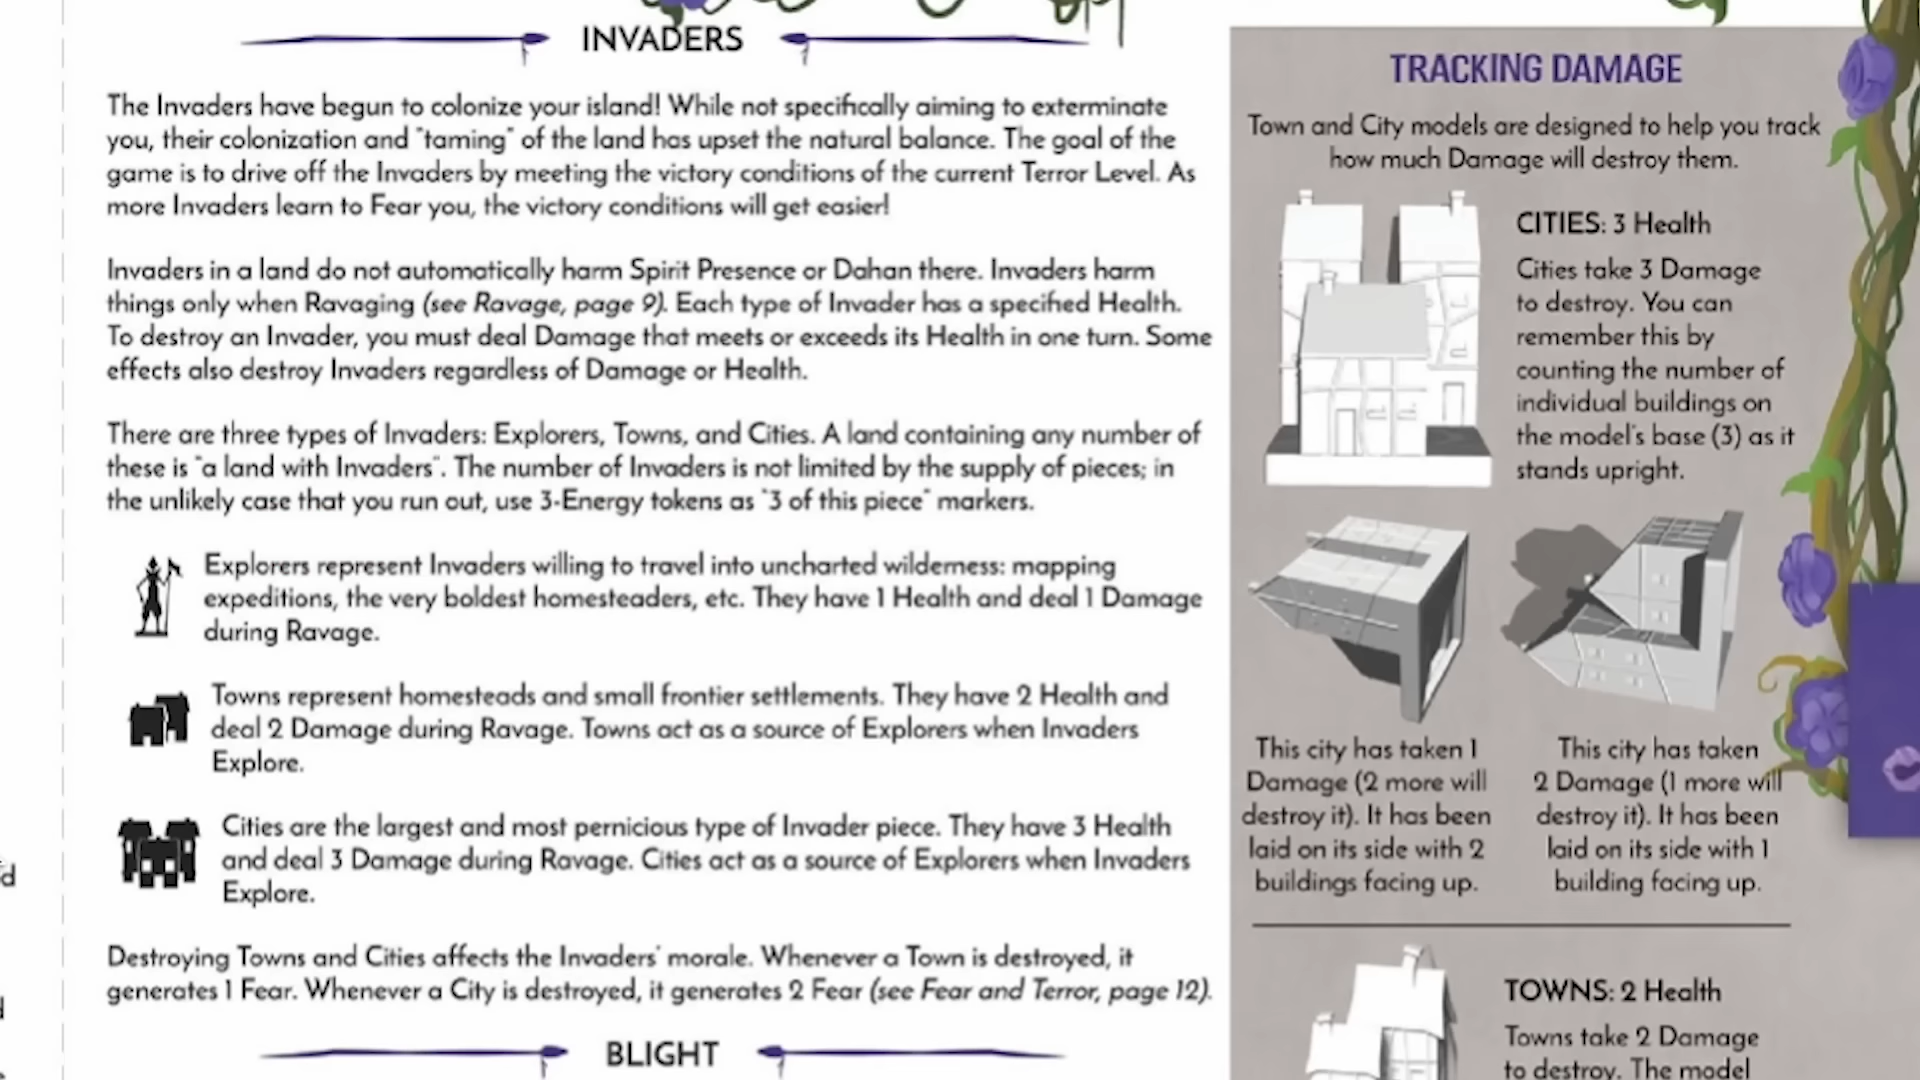 INVADERS
The Invaders have begun to colonize your island! While not specifically aiming to exterminate
you, their colonization and "taming" of the land has upset the natural balance. The goal of the
game is to drive off the Invaders by meeting the victory conditions of the current Terror Level. As
more Invaders learn to Fear you, the victory conditions will get easier!
Invaders in a land do not automatically harm Spirit Presence or Dahan there. Invaders harm
things only when Ravaging (see Ravage, page 9). Each type of Invader has a specified Health.
To destroy an Invader, you must deal Damage that meets or exceeds its Health in one turn. Some
effects also destroy Invaders regardless of Damage or Health.
There are three types of Invaders: Explorers, Towns, and Cities. A land containing any number of
these is "a land with Invaders". The number of Invaders is not limited by the supply of pieces; in
the unlikely case that you run out, use 3-Energy tokens as "3 of this piece" markers.
Explorers represent Invaders willing to travel into uncharted wilderness: mapping
expeditions, the very boldest homesteaders, etc. They have 1 Health and deal 1 Damage
during Ravage.
Towns represent homesteads and small frontier settlements. They have 2 Health and
deal 2 Damage during Ravage. Towns act as a source of Explorers when Invaders
Explore.
Cities are the largest and most pernicious type of Invader piece. They have 3 Health
and deal 3 Damage during Ravage. Cities act as a source of Explorers when Invaders
Explore.
Destroying Towns and Cities affects the Invaders' morale. Whenever a Town is destroyed, it
generates 1 Fear. Whenever a City is destroyed, it generates 2 Fear (see Fear and Terror, page 12).
BLIGHT
TRACKING DAMAGE
Town and City models are designed to help you track
how much Damage will destroy them.
CITIES: 3 Health
Cities take 3 Damage
to destroy. You can
remember this by
counting the number of
individual buildings on
the model's base (3) as it
stands upright.
This city has taken 1
Damage (2 more will
destroy it). It has been
laid on its side with 2
buildings facing up.
This city has taken
2 Damage (1 more will
destroy it). It has been
laid on its side with 1
building facing up.
TOWNS: 2 Health
Towns take 2 Damage
to destroy. The model